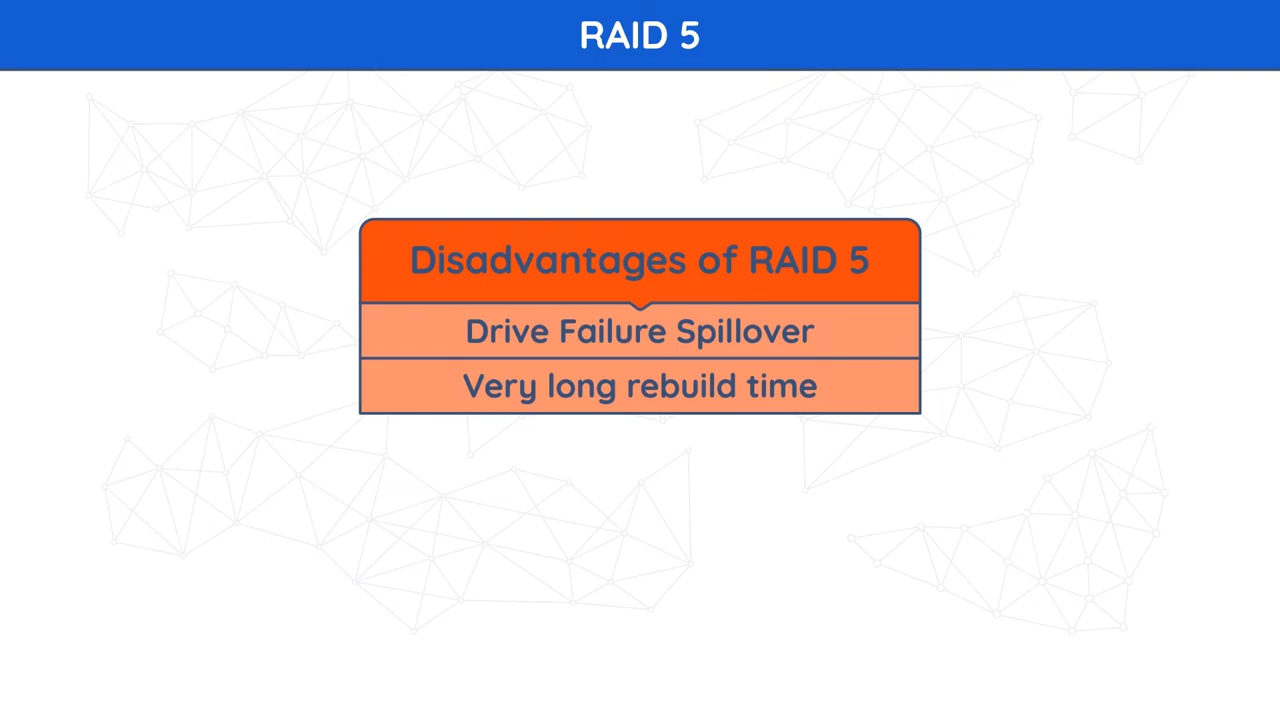 RAID 5
Disadvantages of RAID 5
Drive Failure Spillover
Very long rebuild time